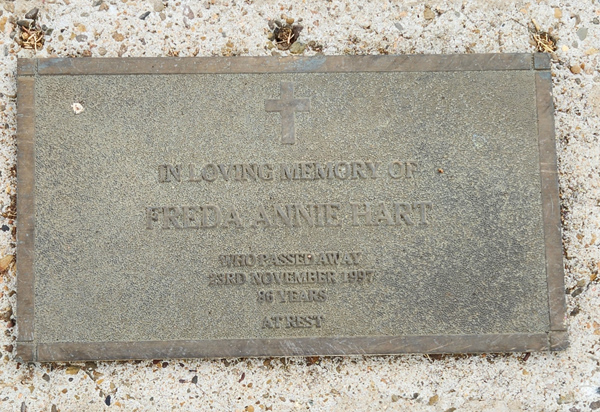 IN LOVING MEMORY OF
FREDA ANNIE HART
WHO PASSED AWAY
23RD NOVEMBER 1997
86 YEARS
AT REST